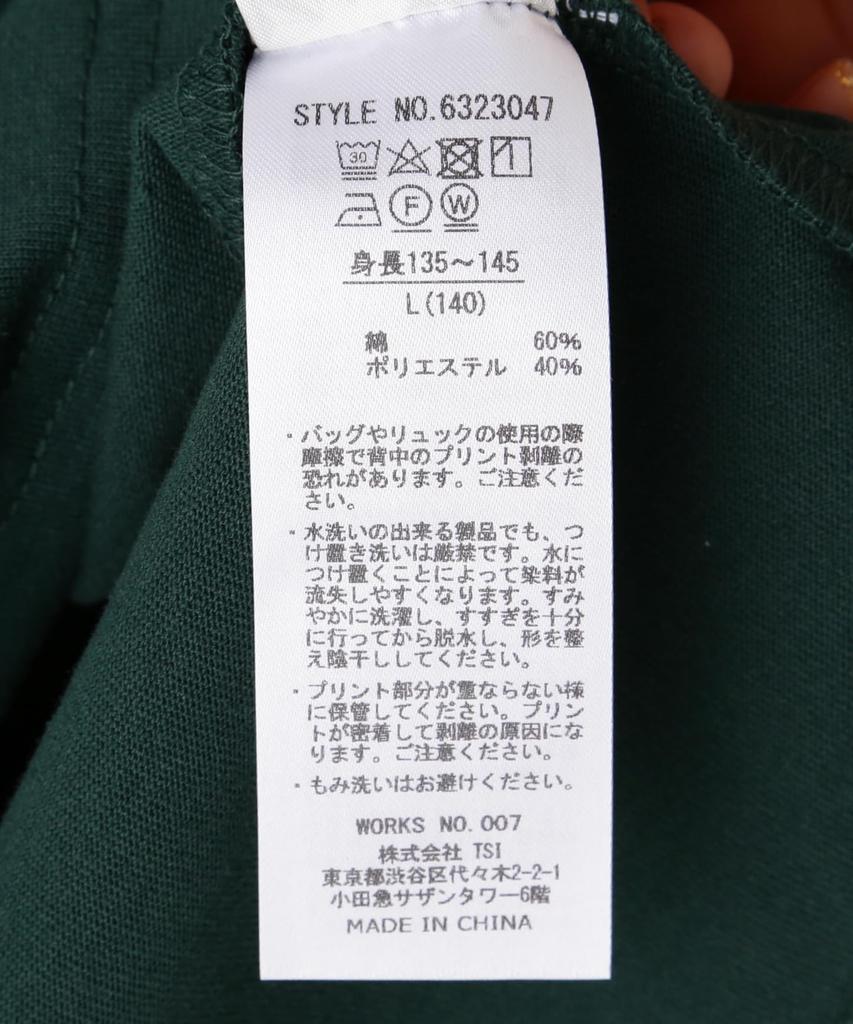 STYLE NO.6323047
30
F W
身長135〜145
L(140)
綿 60%
ポリエステル 40%
・バッグやリュックの使用の際
摩擦で背中のプリント剥離の
恐れがあります。ご注意くだ
さい。
・水洗いの出来る製品でも、つ
け置き洗いは厳禁です。水に
つけ置くことによって染料が
流失しやすくなります。すみ
やかに洗濯し、すすぎを十分
に行ってから脱水し、形を整
え陰干ししてください。
・プリント部分が重ならない様
に保管してください。プリン
トが密着して剥離の原因にな
ります。ご注意ください。
・もみ洗いはお避けください。
WORKS NO.007
株式会社 TSI
東京都渋谷区代々木2-2-1
小田急サザンタワー6階
MADE IN CHINA